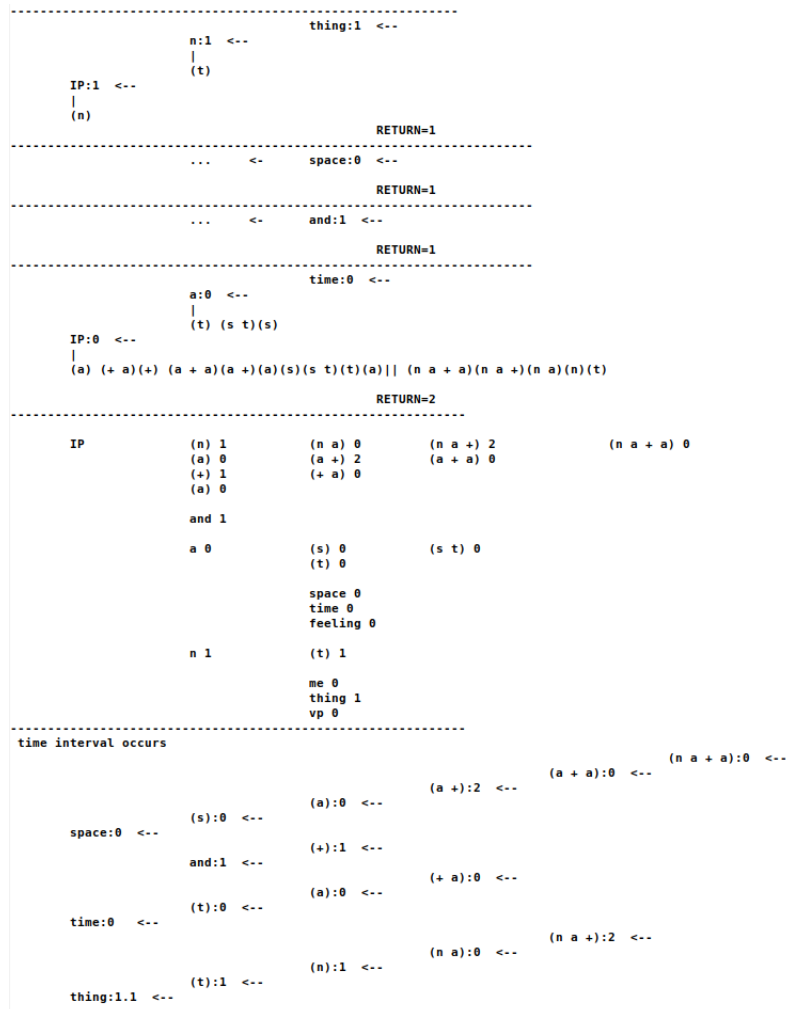 ------------------------------------------------------------
thing:1 <--
n:1 <--
|
(t)
IP:1 <--
|
(n)
RETURN=1
----------------------------------------------------------------------
... <- space:0 <--
RETURN=1
----------------------------------------------------------------------
... <- and:1 <--
RETURN=1
----------------------------------------------------------------------
time:0 <--
a:0 <--
|
(t) (s t)(s)
IP:0 <--
|
(a) (+ a)(+) (a + a)(a +)(a)(s)(s t)(t)(a)|| (n a + a)(n a +)(n a)(n)(t)
RETURN=2
-------------------------------------------------------------
IP (n) 1 (n a) 0 (n a +) 2 (n a + a) 0
(a) 0 (a +) 2 (a + a) 0
(+) 1 (+ a) 0
(a) 0
and 1
a 0 (s) 0 (s t) 0
(t) 0
space 0
time 0
feeling 0
n 1 (t) 1
me 0
thing 1
vp 0
-------------------------------------------------------------
time interval occurs
(n a + a):0 <--
(a + a):0 <--
(a +):2 <--
(a):0 <--
(s):0 <--
space:0 <--
(+):1 <--
and:1 <--
(+ a):0 <--
(a):0 <--
(t):0 <--
time:0 <--
(n a +):2 <--
(n a):0 <--
(n):1 <--
(t):1 <--
thing:1.1 <--